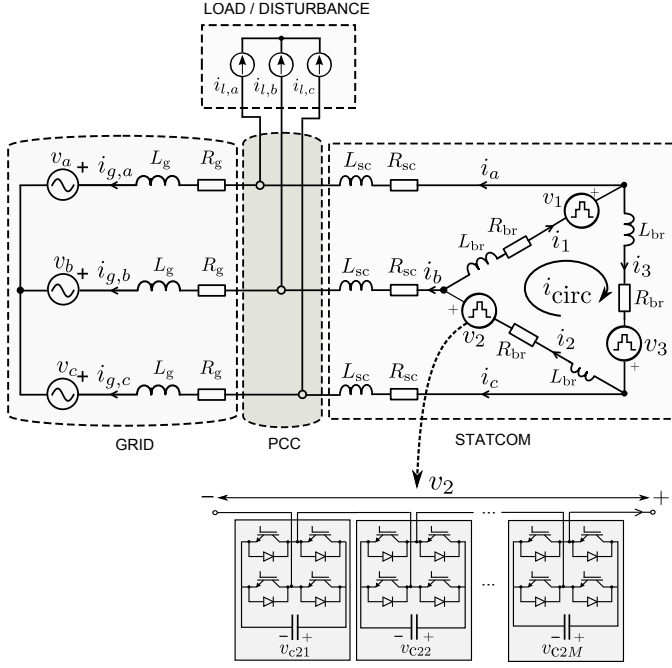 LOAD / DISTURBANCE
i_{l,a} i_{l,b} i_{l,c}
v_a + i_{g,a} L_g R_g L_sc R_sc i_a
v_1 +
R_br
L_br
i_1
L_br
i_3
R_br
v_b + i_{g,b} L_g R_g L_sc R_sc i_b
i_circ
+
v_2
i_2
R_br
L_br
v_3
+
v_c + i_{g,c} L_g R_g L_sc R_sc i_c
GRID PCC STATCOM
− v_2 +
... 
...
− + − + − +
v_c21 v_c22 v_c2M